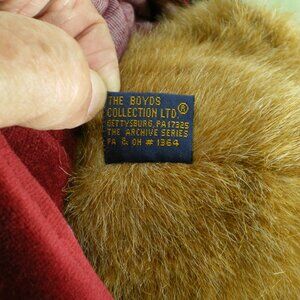 THE BOYDS
COLLECTION LTD.®
GETTYSBURG, PA 17325
THE ARCHIVE SERIES
PA & OH # 1364